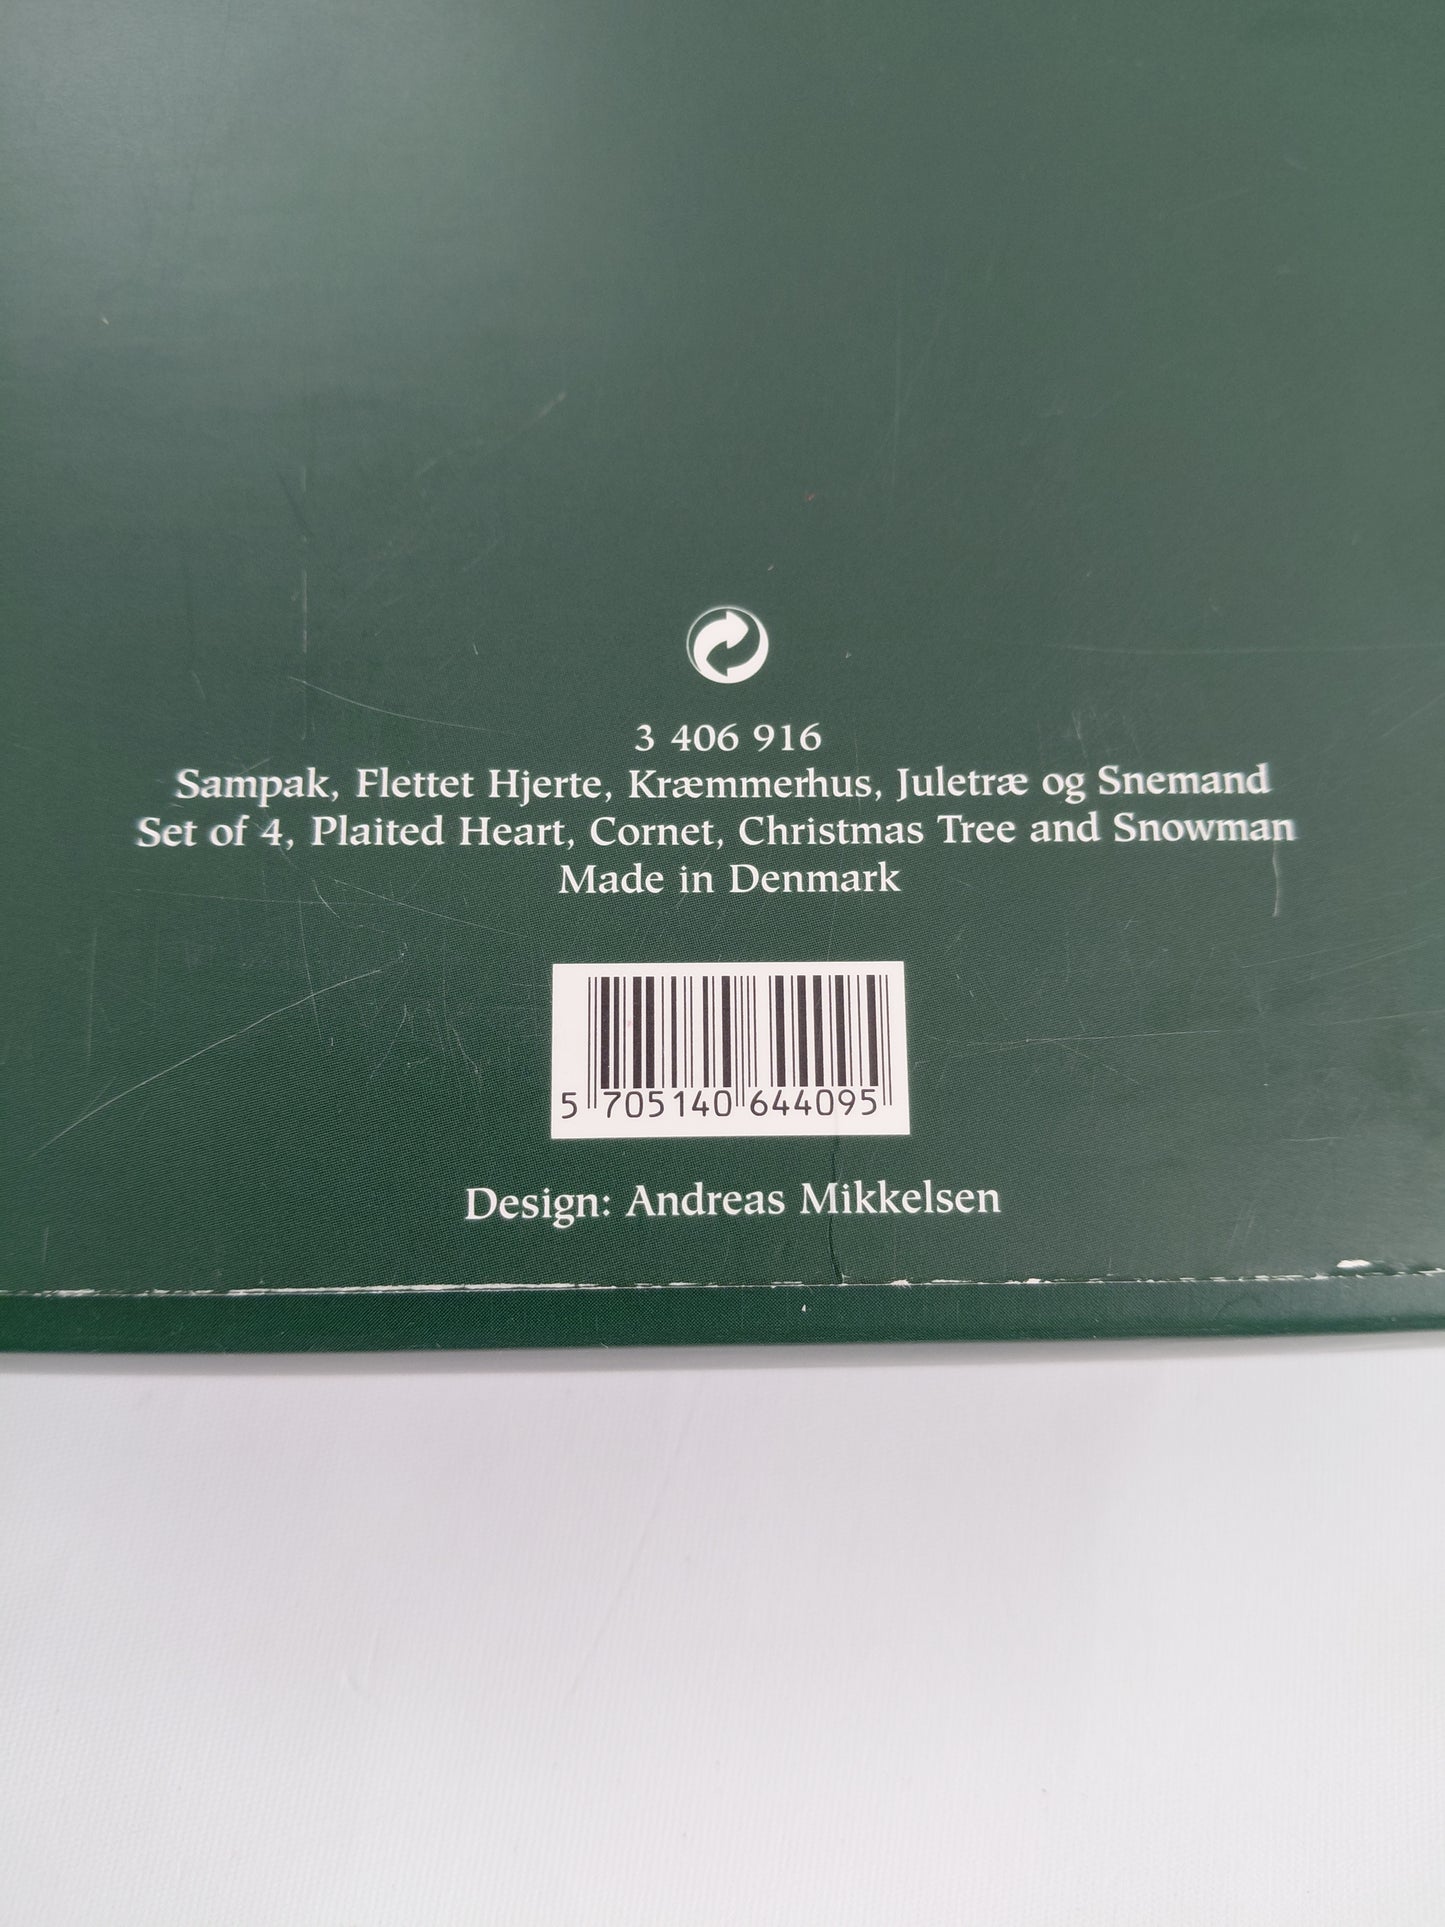 3 406 916
Sampak, Flettet Hjerte, Kræmmerhus, Juletræ og Snemand
Set of 4, Plaited Heart, Cornet, Christmas Tree and Snowman
Made in Denmark
5 705140 644095
Design: Andreas Mikkelsen